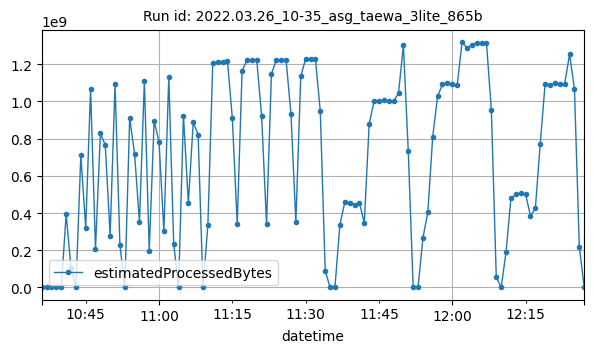 Run id: 2022.03.26_10-35_asg_taewa_3lite_865b
1e9
1.2
1.0
0.8
0.6
0.4
0.2
0.0
estimatedProcessedBytes
10:45 11:00 11:15 11:30 11:45 12:00 12:15
datetime